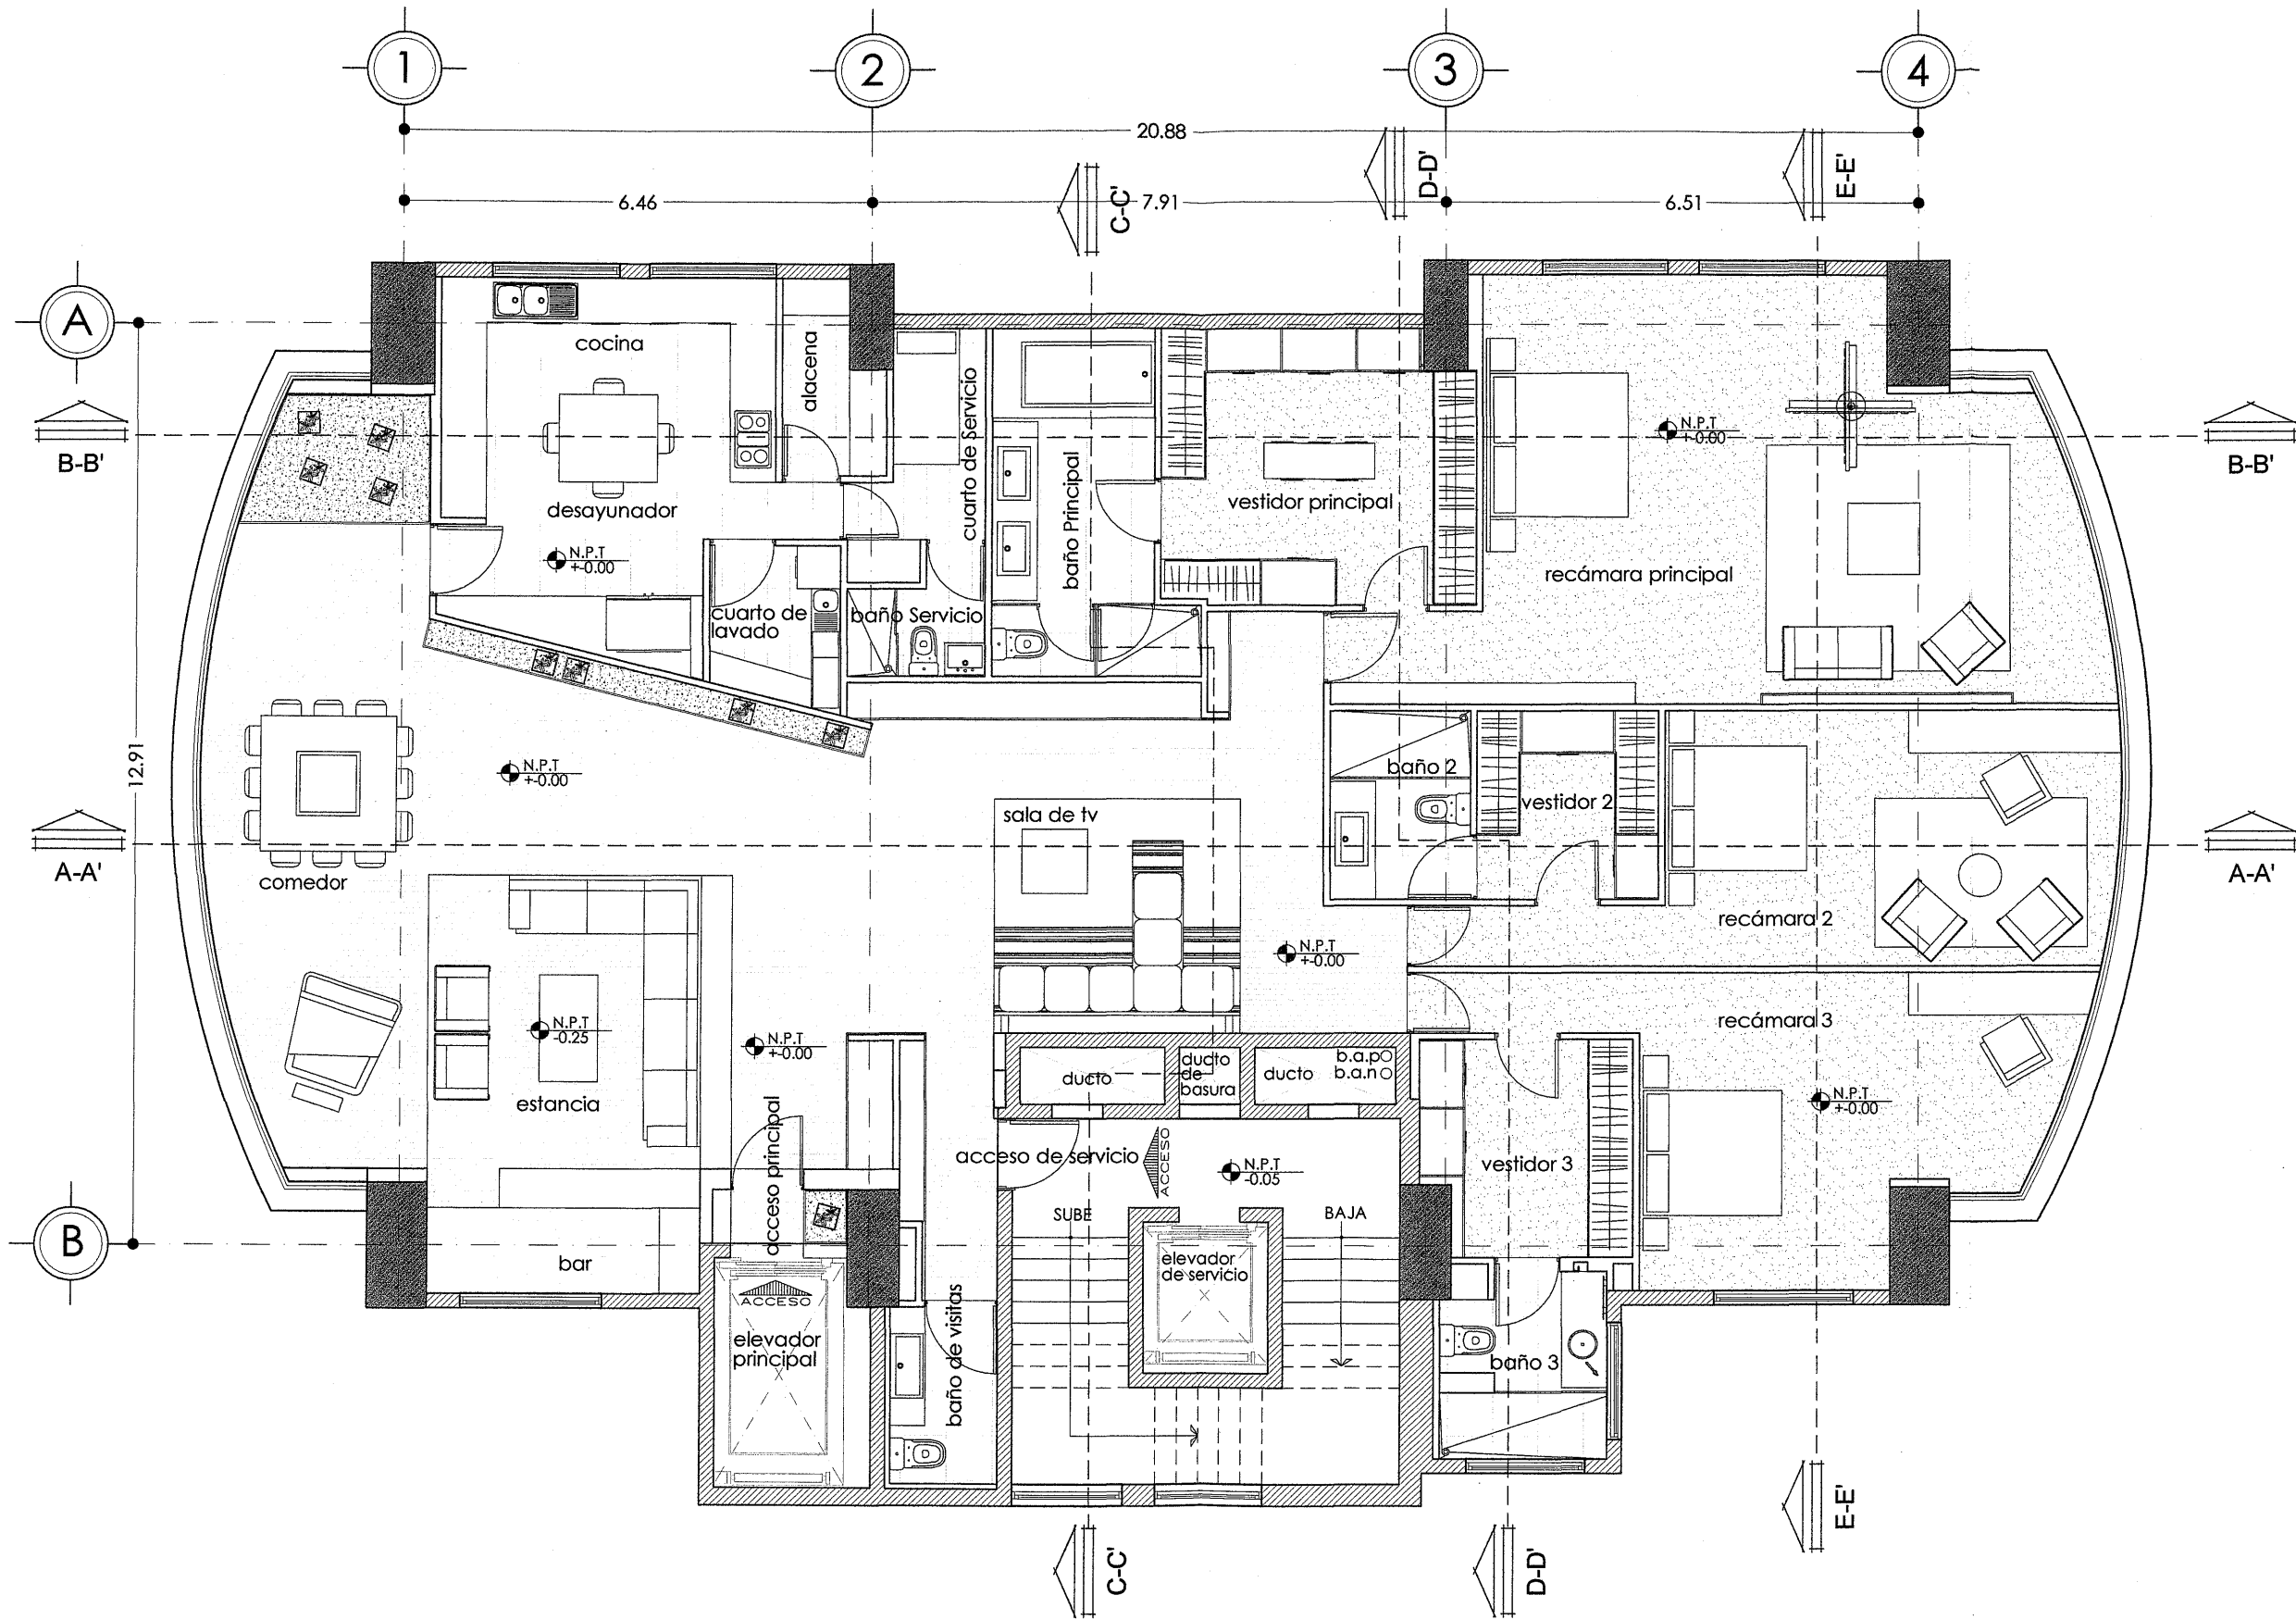 1
2
3
4
20.88
6.46
7.91
6.51
C-C'
D-D'
E-E'
A
B-B'
B-B'
cocina
alacena
desayunador
N.P.T
+-0.00
cuarto de Servicio
baño Principal
vestidor principal
N.P.T
+-0.00
recámara principal
cuarto de
lavado
baño Servicio
12.91
N.P.T
+-0.00
baño 2
vestidor 2
sala de tv
A-A'
A-A'
comedor
recámara 2
N.P.T
+-0.00
recámara 3
N.P.T
-0.25
N.P.T
+-0.00
estancia
ducto
ducto
de
basura
ducto
b.a.p
b.a.n
N.P.T
+-0.00
acceso principal
acceso de servicio
ACCESO
N.P.T
-0.05
vestidor 3
SUBE
BAJA
B
bar
elevador
de servicio
ACCESO
elevador
principal
baño de visitas
baño 3
C-C'
D-D'
E-E'